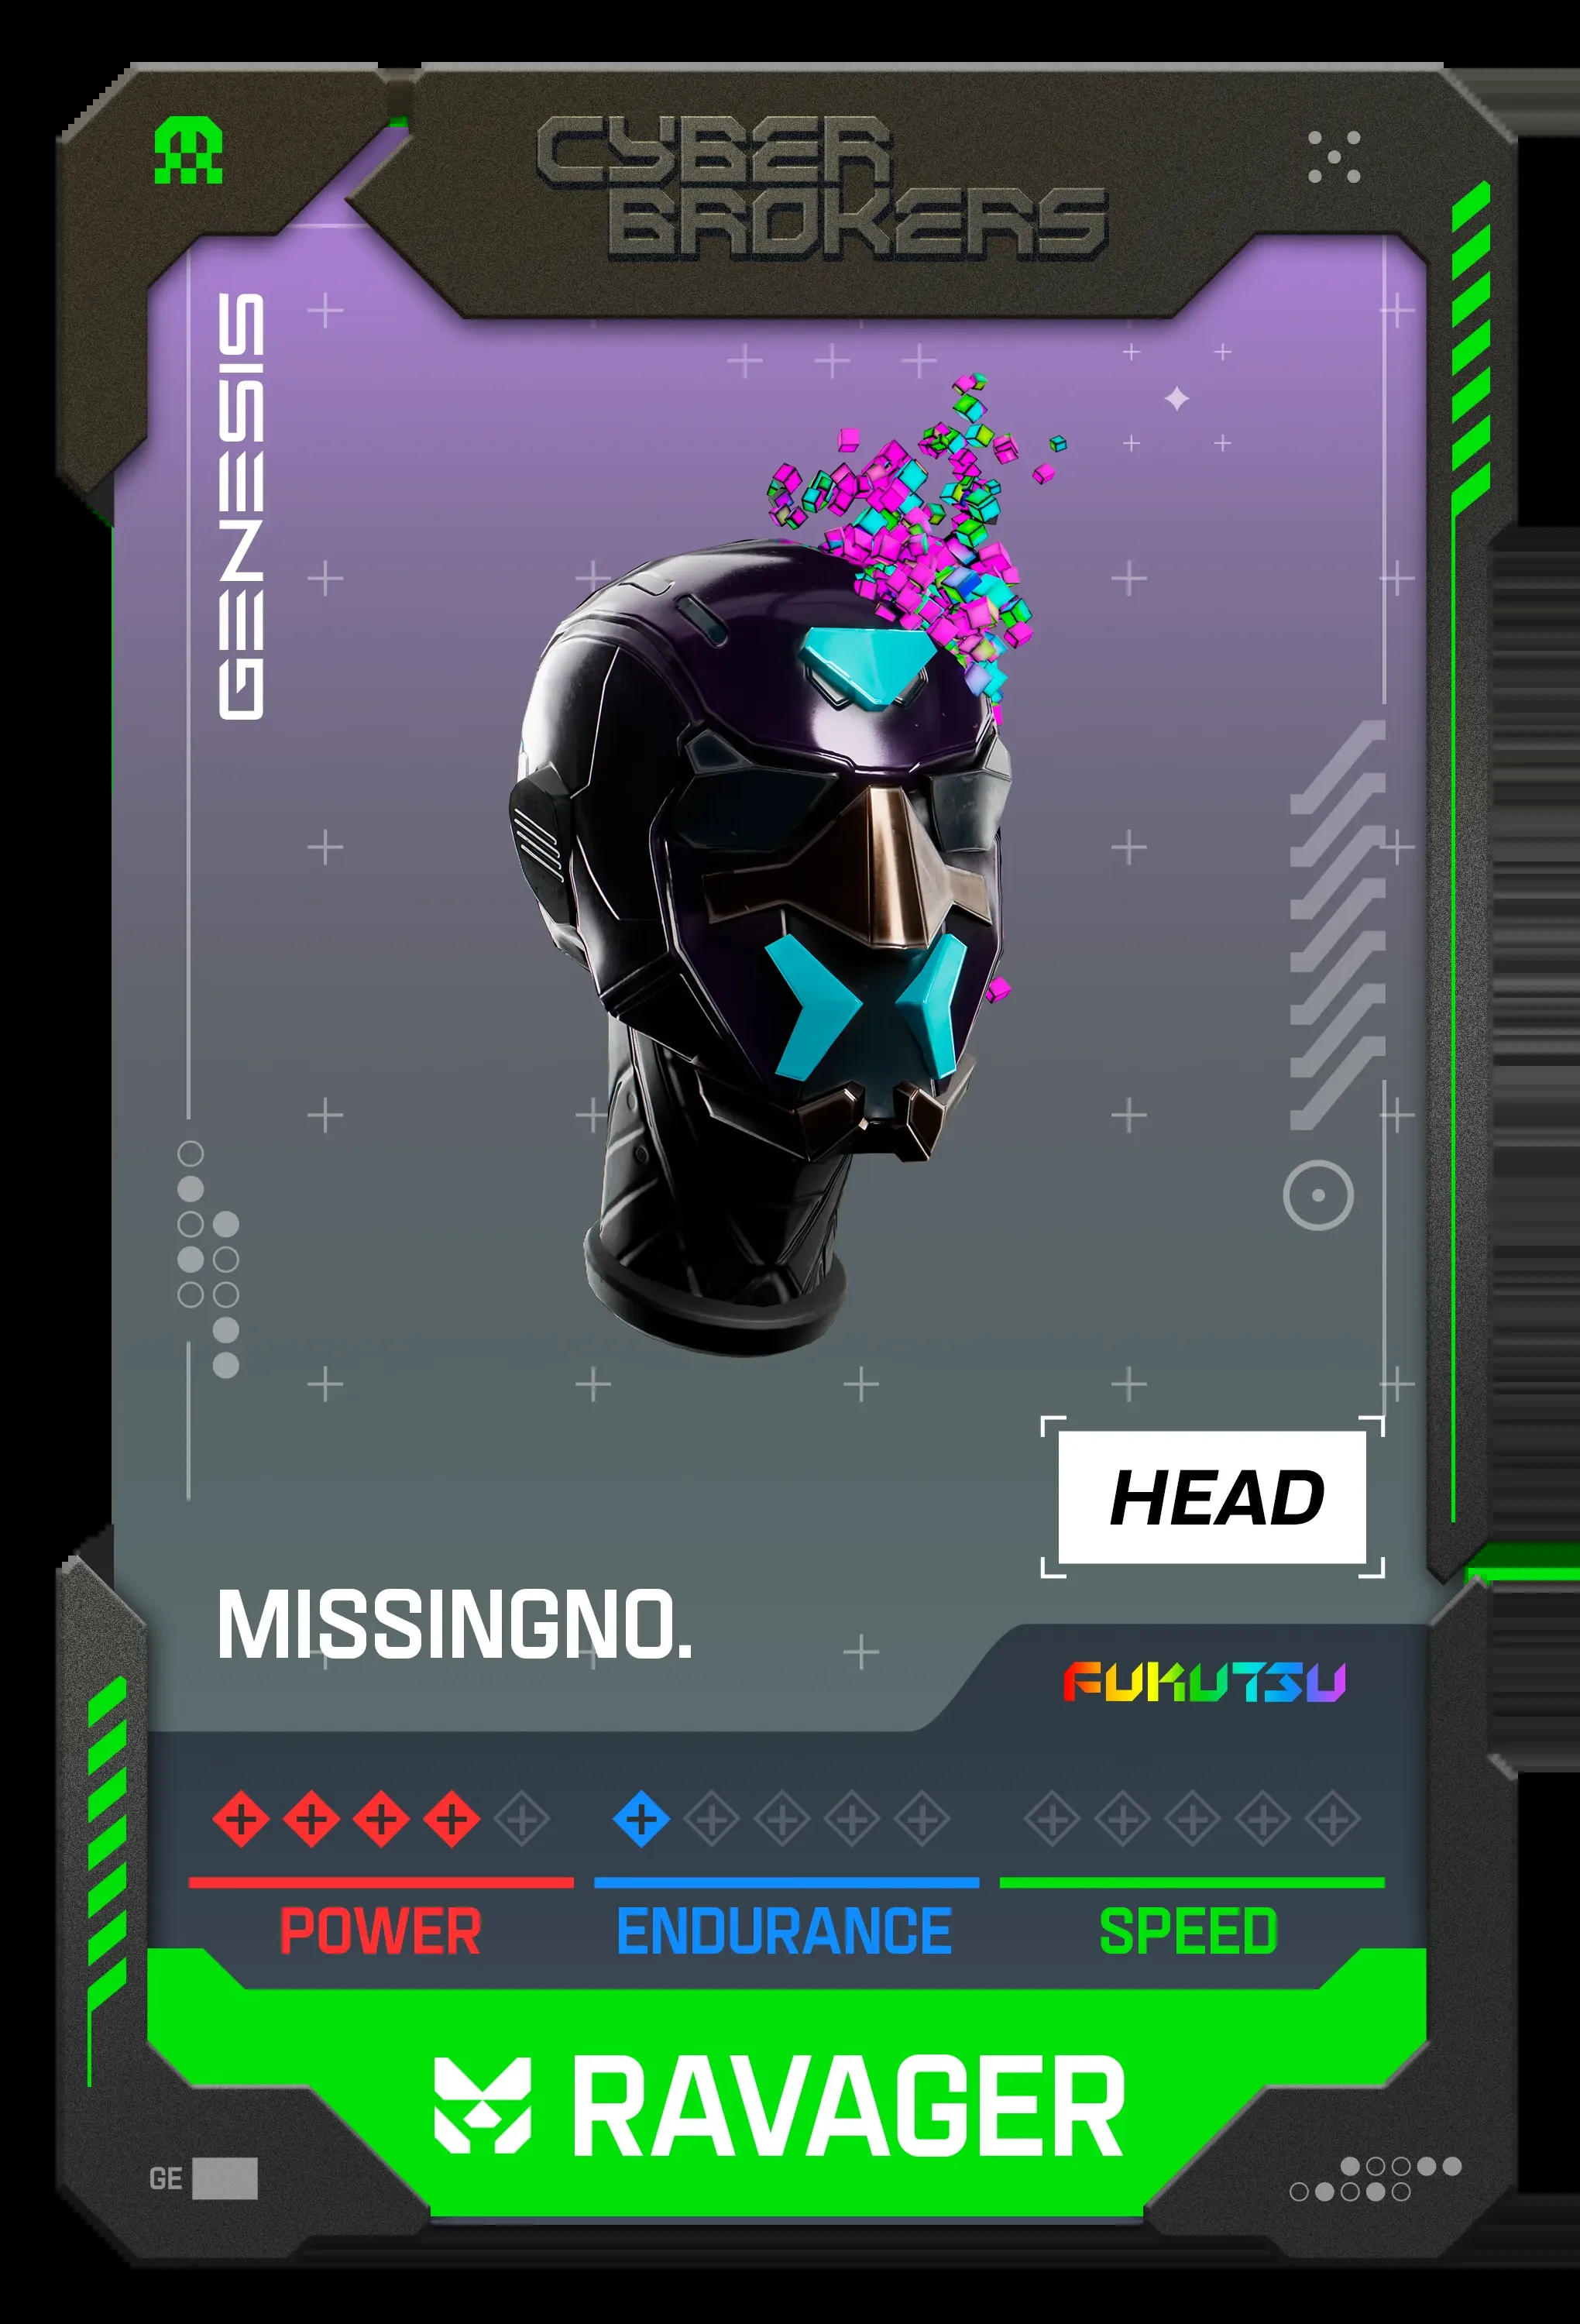 CYBER
BROKERS
GENESIS
HEAD
MISSINGNO.
FUKUTSU
POWER
ENDURANCE
SPEED
RAVAGER
GE